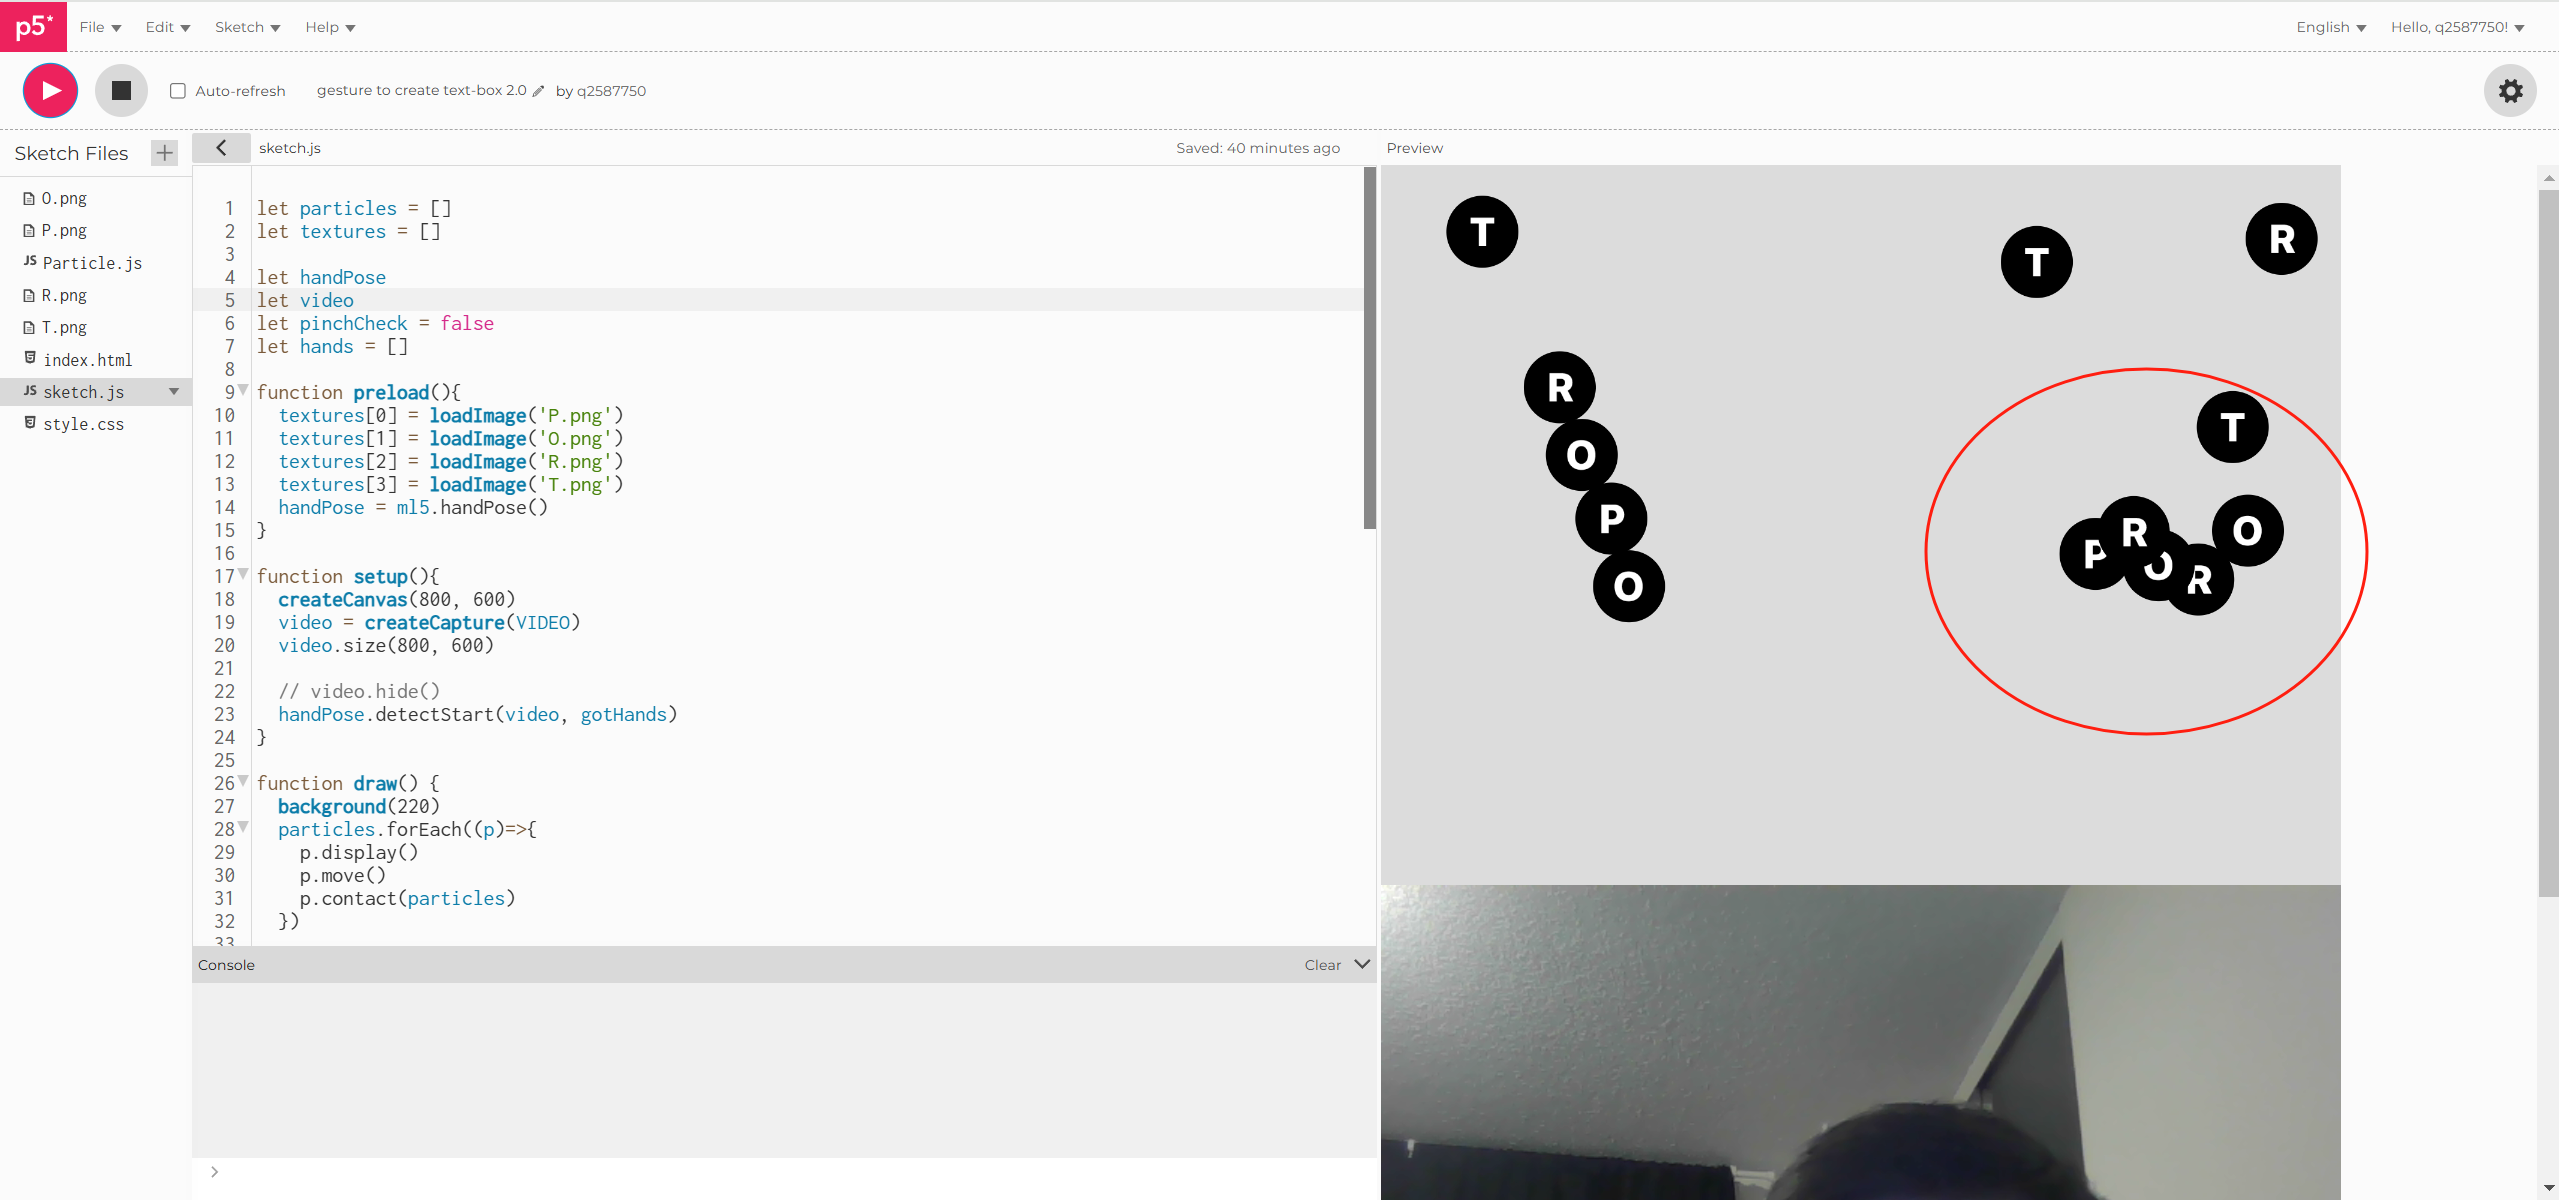 p5*
File
Edit
Sketch
Help
English
Hello, q2587750!
Auto-refresh
gesture to create text-box 2.0
by q2587750
Sketch Files
+
O.png
P.png
JS Particle.js
R.png
T.png
index.html
JS sketch.js
style.css
sketch.js
Saved: 40 minutes ago
1 let particles = []
2 let textures = []
3
4 let handPose
5 let video
6 let pinchCheck = false
7 let hands = []
8
9 function preload(){
10 textures[0] = loadImage('P.png')
11 textures[1] = loadImage('O.png')
12 textures[2] = loadImage('R.png')
13 textures[3] = loadImage('T.png')
14 handPose = ml5.handPose()
15 }
16
17 function setup(){
18 createCanvas(800, 600)
19 video = createCapture(VIDEO)
20 video.size(800, 600)
21
22 // video.hide()
23 handPose.detectStart(video, gotHands)
24 }
25
26 function draw() {
27 background(220)
28 particles.forEach((p)=>{
29 p.display()
30 p.move()
31 p.contact(particles)
32 })
33
Console
Clear
>
Preview
T
T
R
R
O
P
O
T
P
R
O
R
O